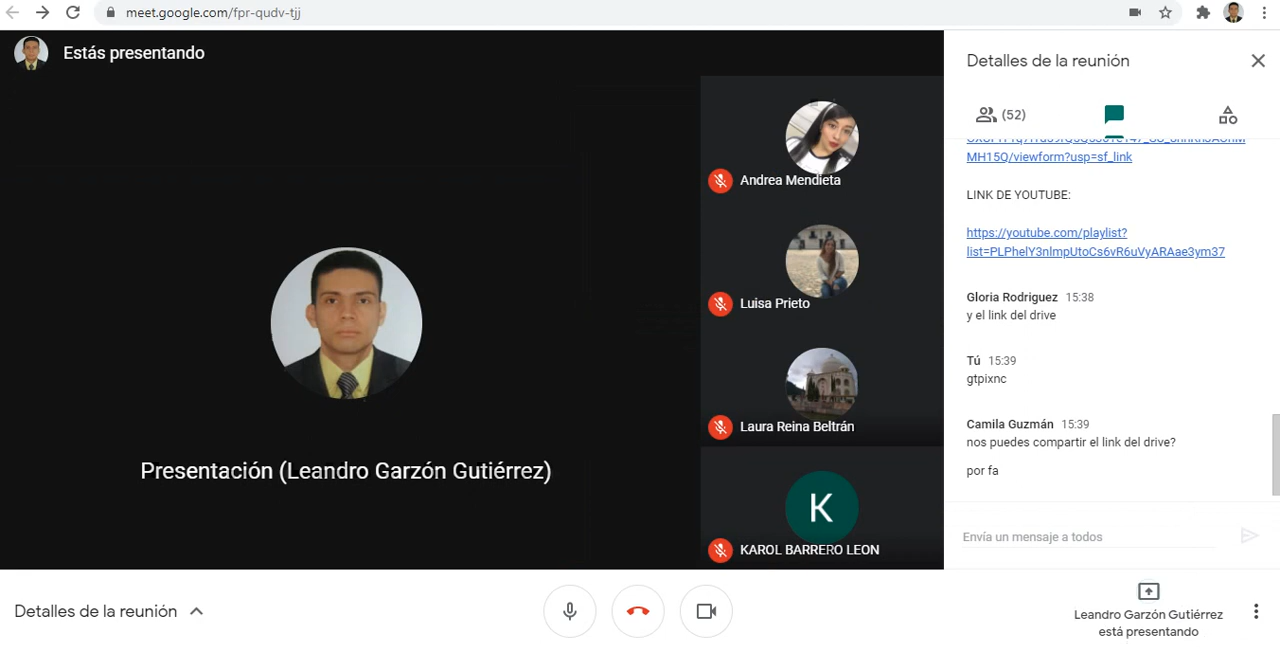 meet.google.com/fpr-qudv-tjj
Estás presentando
Presentación (Leandro Garzón Gutiérrez)
Andrea Mendieta
Luisa Prieto
Laura Reina Beltrán
K
KAROL BARRERO LEON
Detalles de la reunión
(52)
MH15Q/viewform?usp=sf_link
LINK DE YOUTUBE:
https://youtube.com/playlist?
list=PLPhelY3nlmpUtoCs6vR6uVyARAae3ym37
Gloria Rodriguez 15:38
y el link del drive
Tú 15:39
gtpixnc
Camila Guzmán 15:39
nos puedes compartir el link del drive?
por fa
Envía un mensaje a todos
Detalles de la reunión
Leandro Garzón Gutiérrez
está presentando